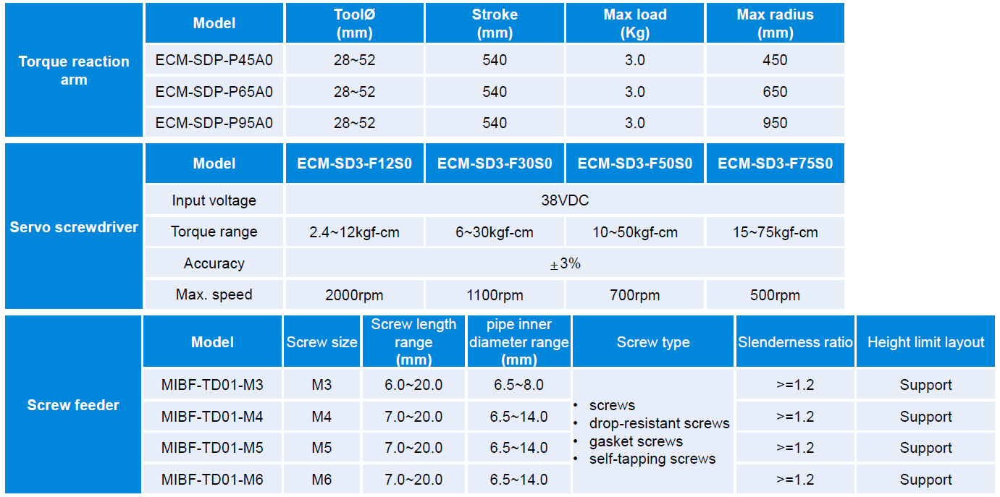 Torque reaction arm
Model ToolØ (mm) Stroke (mm) Max load (Kg) Max radius (mm)
ECM-SDP-P45A0 28~52 540 3.0 450
ECM-SDP-P65A0 28~52 540 3.0 650
ECM-SDP-P95A0 28~52 540 3.0 950
Servo screwdriver
Model ECM-SD3-F12S0 ECM-SD3-F30S0 ECM-SD3-F50S0 ECM-SD3-F75S0
Input voltage 38VDC
Torque range 2.4~12kgf-cm 6~30kgf-cm 10~50kgf-cm 15~75kgf-cm
Accuracy ±3%
Max. speed 2000rpm 1100rpm 700rpm 500rpm
Screw feeder
Model Screw size Screw length range (mm) pipe inner diameter range (mm) Screw type Slenderness ratio Height limit layout
MIBF-TD01-M3 M3 6.0~20.0 6.5~8.0 >=1.2 Support
MIBF-TD01-M4 M4 7.0~20.0 6.5~14.0 >=1.2 Support
MIBF-TD01-M5 M5 7.0~20.0 6.5~14.0 >=1.2 Support
MIBF-TD01-M6 M6 7.0~20.0 6.5~14.0 >=1.2 Support
• screws
• drop-resistant screws
• gasket screws
• self-tapping screws